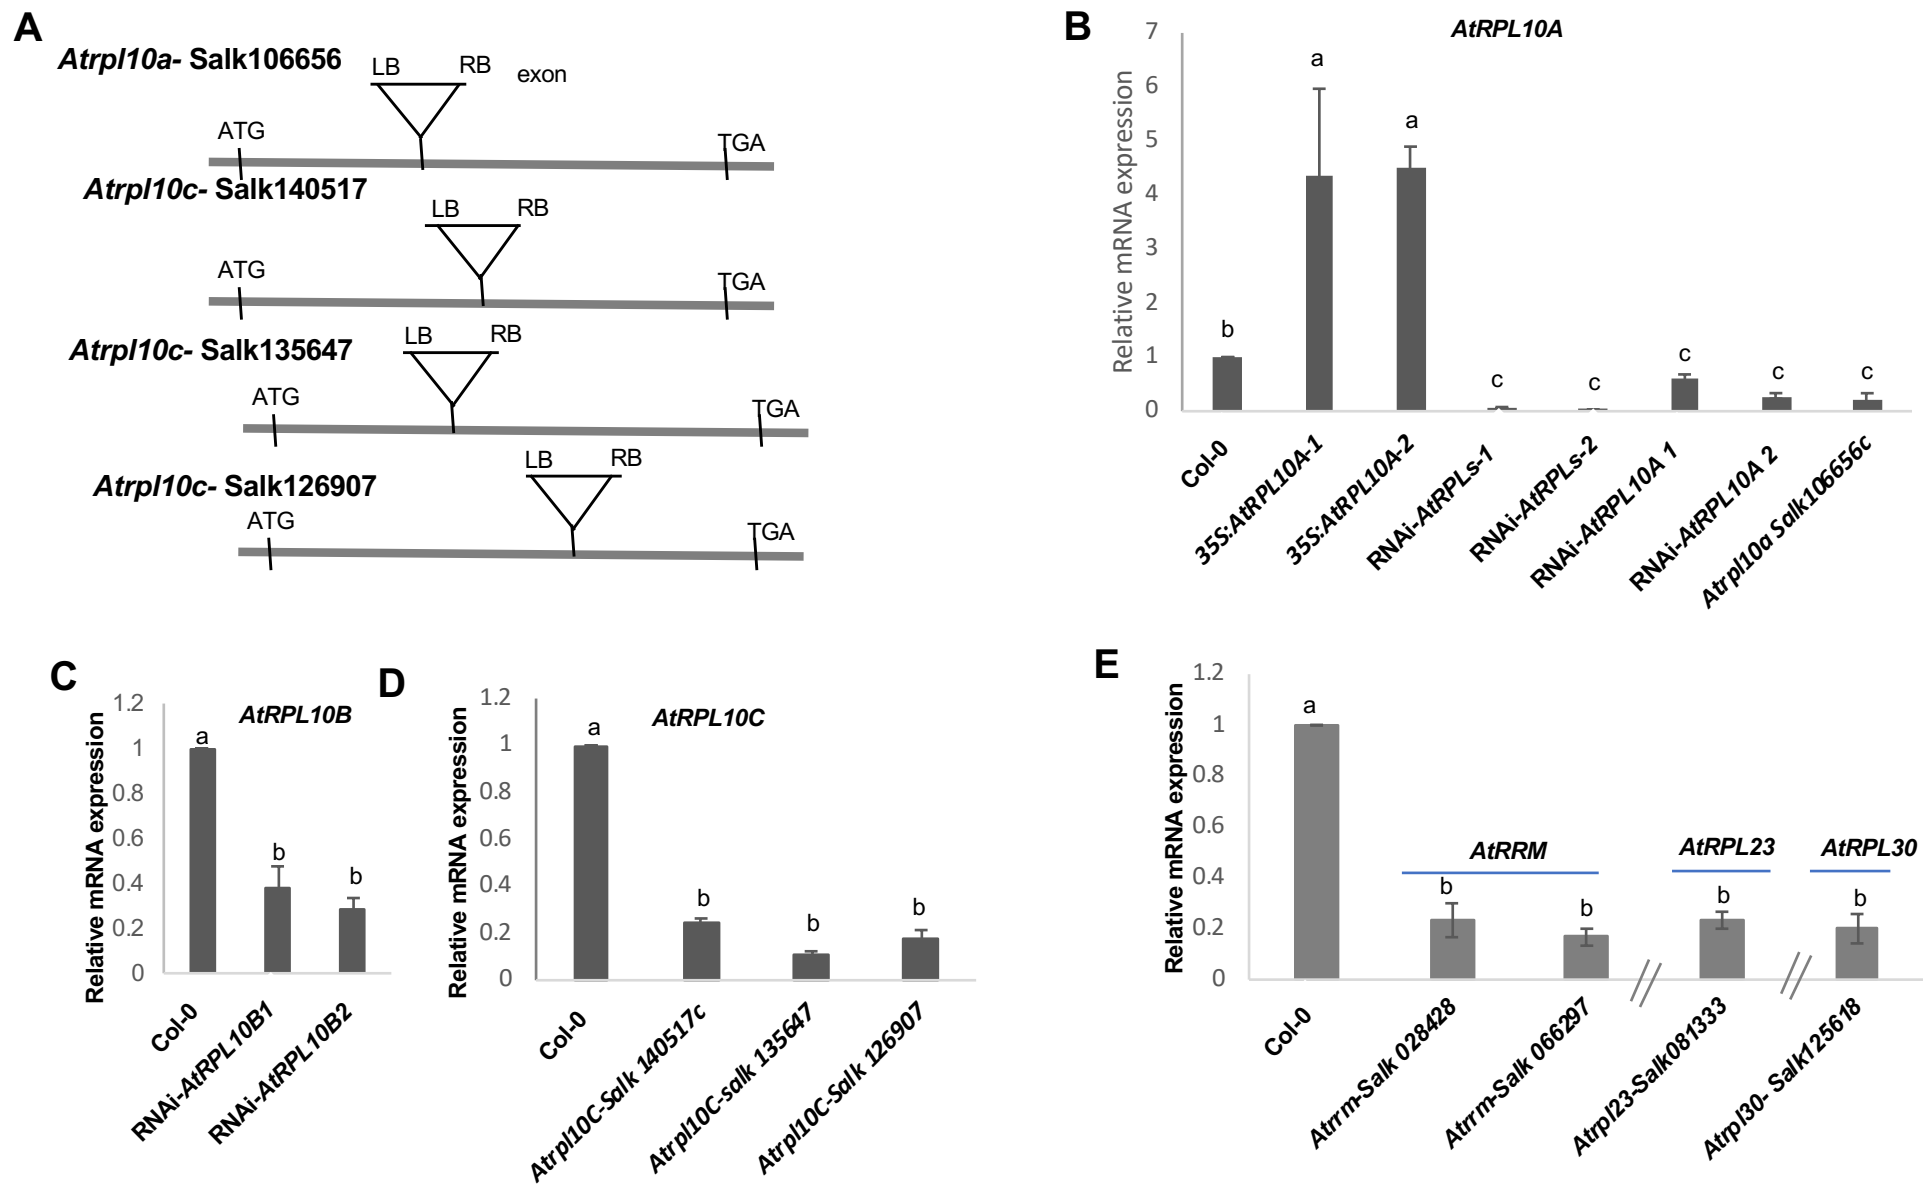 A
Atrpl10a- Salk106656
LB RB exon
ATG TGA
Atrpl10c- Salk140517
LB RB
ATG TGA
Atrpl10c- Salk135647
LB RB
ATG TGA
Atrpl10c- Salk126907
LB RB
ATG TGA
B
AtRPL10A
Relative mRNA expression
7
6
5
4
3
2
1
0
b
a
a
c
c
c
c
c
Col-0
35S:AtRPL10A-1
35S:AtRPL10A-2
RNAi-AtRPLs-1
RNAi-AtRPLs-2
RNAi-AtRPL10A 1
RNAi-AtRPL10A 2
Atrpl10a Salk106656c
C
AtRPL10B
Relative mRNA expression
1.2
1
0.8
0.6
0.4
0.2
0
a
b
b
Col-0
RNAi-AtRPL10B1
RNAi-AtRPL10B2
D
AtRPL10C
Relative mRNA expression
1.2
1
0.8
0.6
0.4
0.2
0
a
b
b
b
Col-0
Atrpl10C-Salk 140517c
Atrpl10C-salk 135647
Atrpl10C-Salk 126907
E
Relative mRNA expression
1.2
1
0.8
0.6
0.4
0.2
0
AtRRM
AtRPL23
AtRPL30
a
b
b
b
b
Col-0
Atrrm-Salk 028428
Atrrm-Salk 066297
Atrpl23-Salk081333
Atrpl30- Salk125618